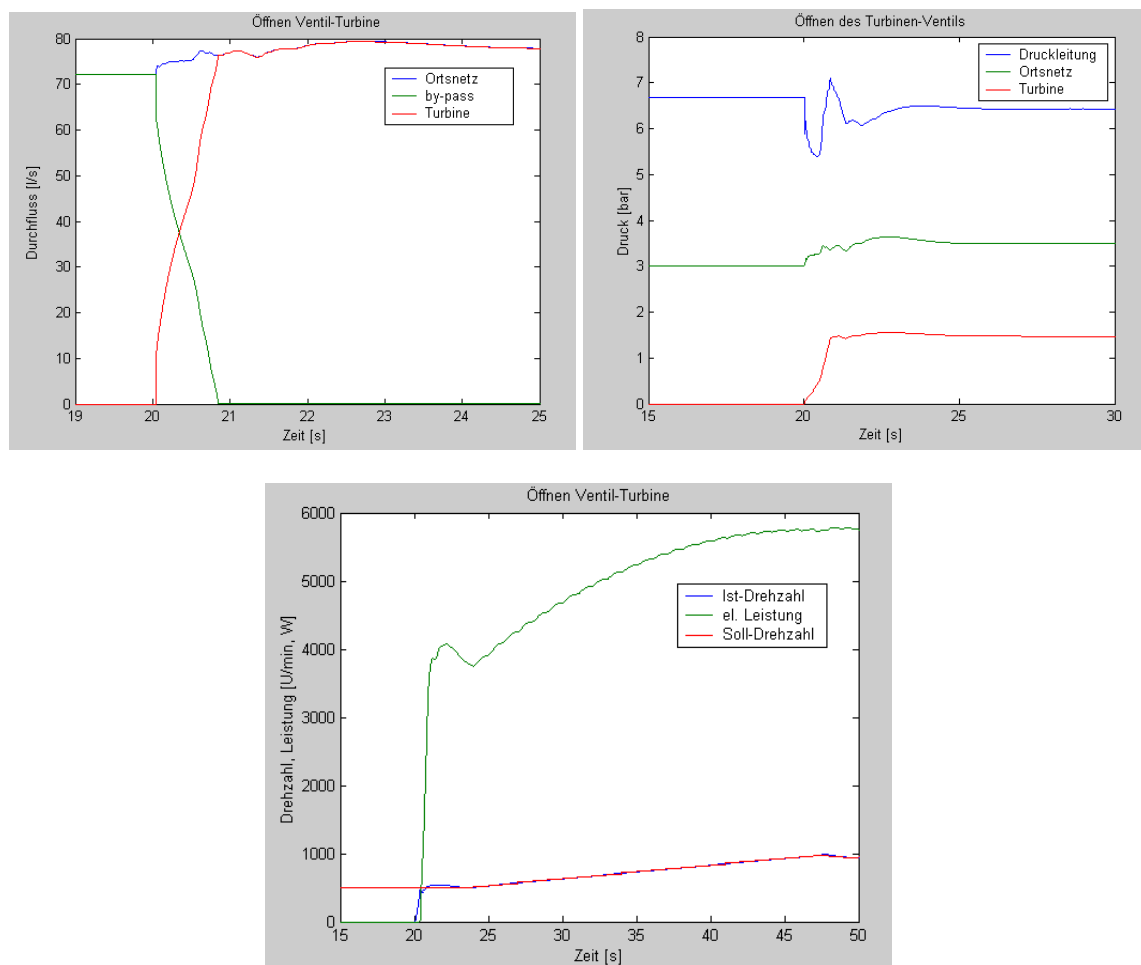 Öffnen Ventil-Turbine
80
70
60
50
40
30
20
10
0
Durchfluss [l/s]
Ortsnetz
by-pass
Turbine
19 20 21 22 23 24 25
Zeit [s]
Öffnen des Turbinen-Ventils
8
7
6
5
4
3
2
1
0
Druck [bar]
Druckleitung
Ortsnetz
Turbine
15 20 25 30
Zeit [s]
Öffnen Ventil-Turbine
6000
5000
4000
3000
2000
1000
0
Drehzahl, Leistung [U/min, W]
Ist-Drehzahl
el. Leistung
Soll-Drehzahl
15 20 25 30 35 40 45 50
Zeit [s]